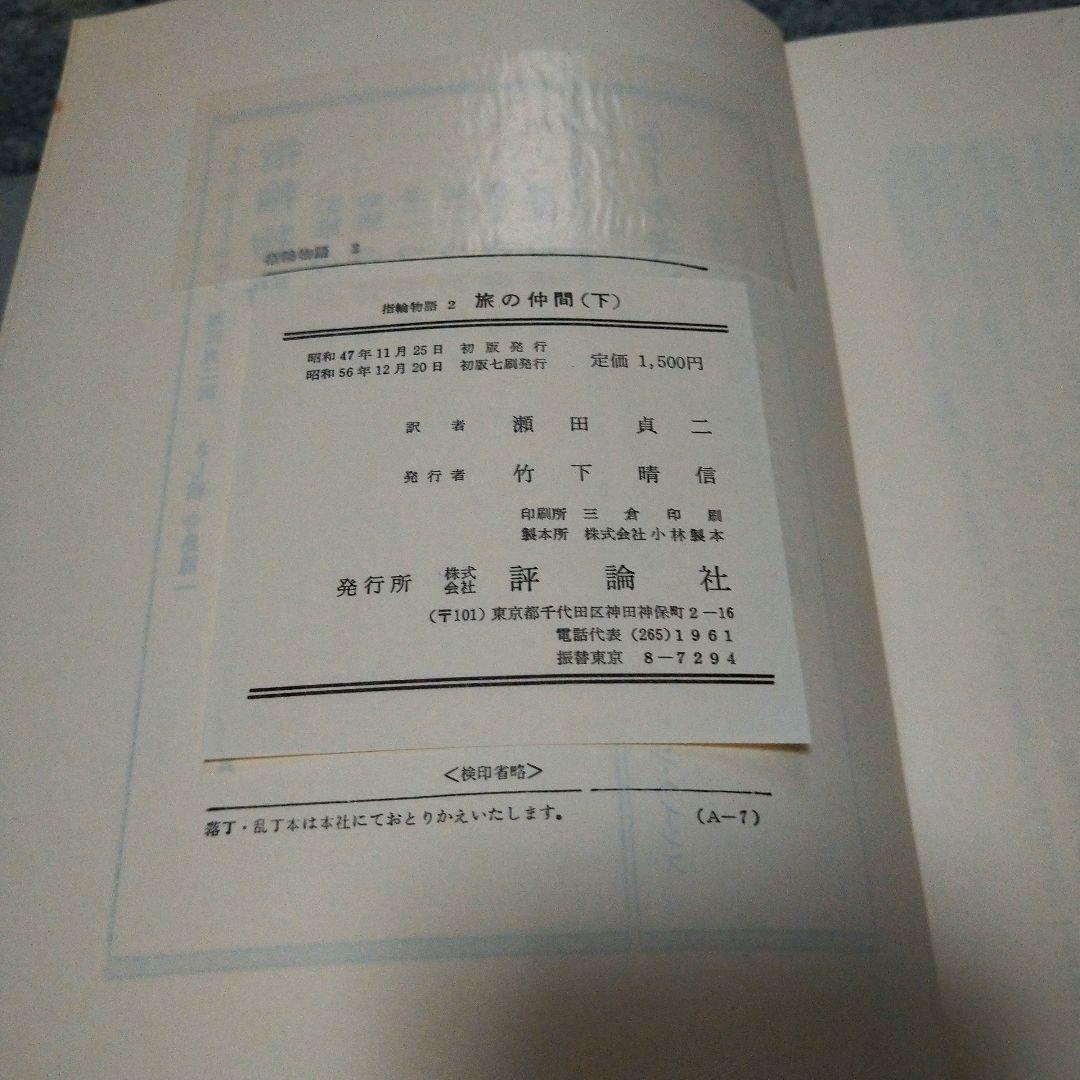 指輪物語 2
指輪物語 2 旅の仲間(下)
昭和47年11月25日 初版発行
昭和56年12月20日 初版七刷発行
定価 1,500円
訳者 瀬田貞二
発行者 竹下晴信
印刷所 三倉印刷
製本所 株式会社小林製本
発行所 株式会社 評論社
(〒101)東京都千代田区神田神保町2-16
電話代表 (265)1961
振替東京 8-7294
<検印省略>
落丁・乱丁本は本社にておとりかえいたします。
(A-7)